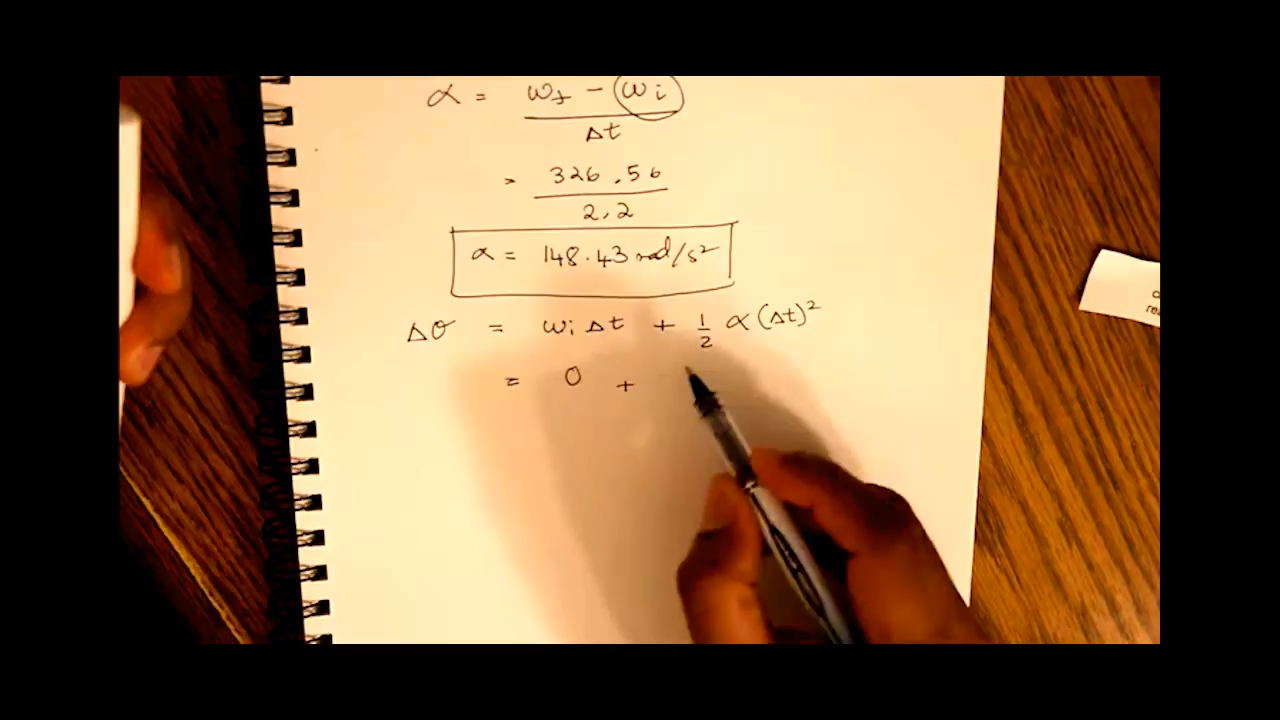 α = ωf - ωi
Δt
= 326.56
2.2
α = 148.43 rad/s²
Δθ = ωi Δt + 1/2 α (Δt)²
= 0 +